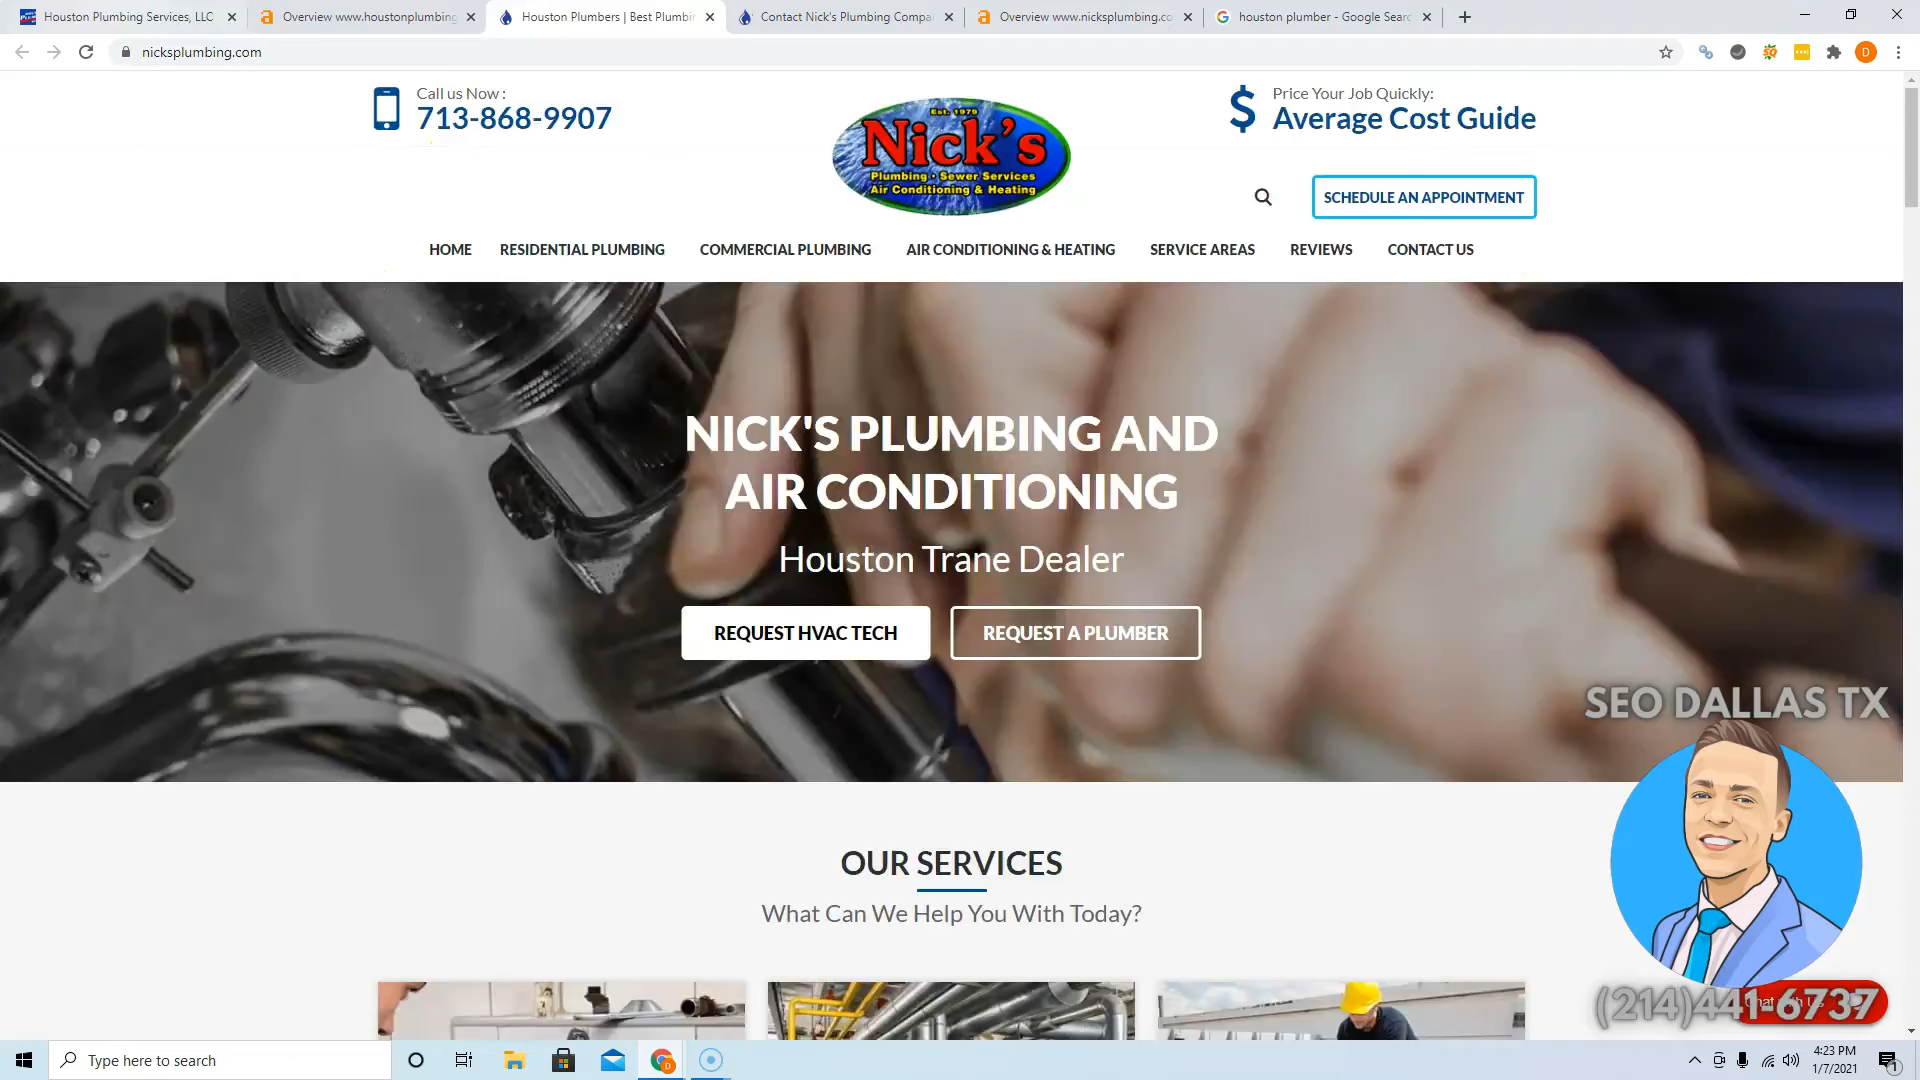 Houston Plumbing Services, LLC
Overview www.houstonplumbing
Houston Plumbers | Best Plumbin
Contact Nick's Plumbing Compa
Overview www.nicksplumbing.co
houston plumber - Google Searc
nicksplumbing.com
D
Call us Now :
713-868-9907
Est. 1979
Nick's
Plumbing • Sewer Services
Air Conditioning & Heating
Price Your Job Quickly:
Average Cost Guide
SCHEDULE AN APPOINTMENT
HOME
RESIDENTIAL PLUMBING
COMMERCIAL PLUMBING
AIR CONDITIONING & HEATING
SERVICE AREAS
REVIEWS
CONTACT US
NICK'S PLUMBING AND
AIR CONDITIONING
Houston Trane Dealer
REQUEST HVAC TECH
REQUEST A PLUMBER
SEO DALLAS TX
OUR SERVICES
What Can We Help You With Today?
(214)441-6737
Type here to search
4:23 PM
1/7/2021
1